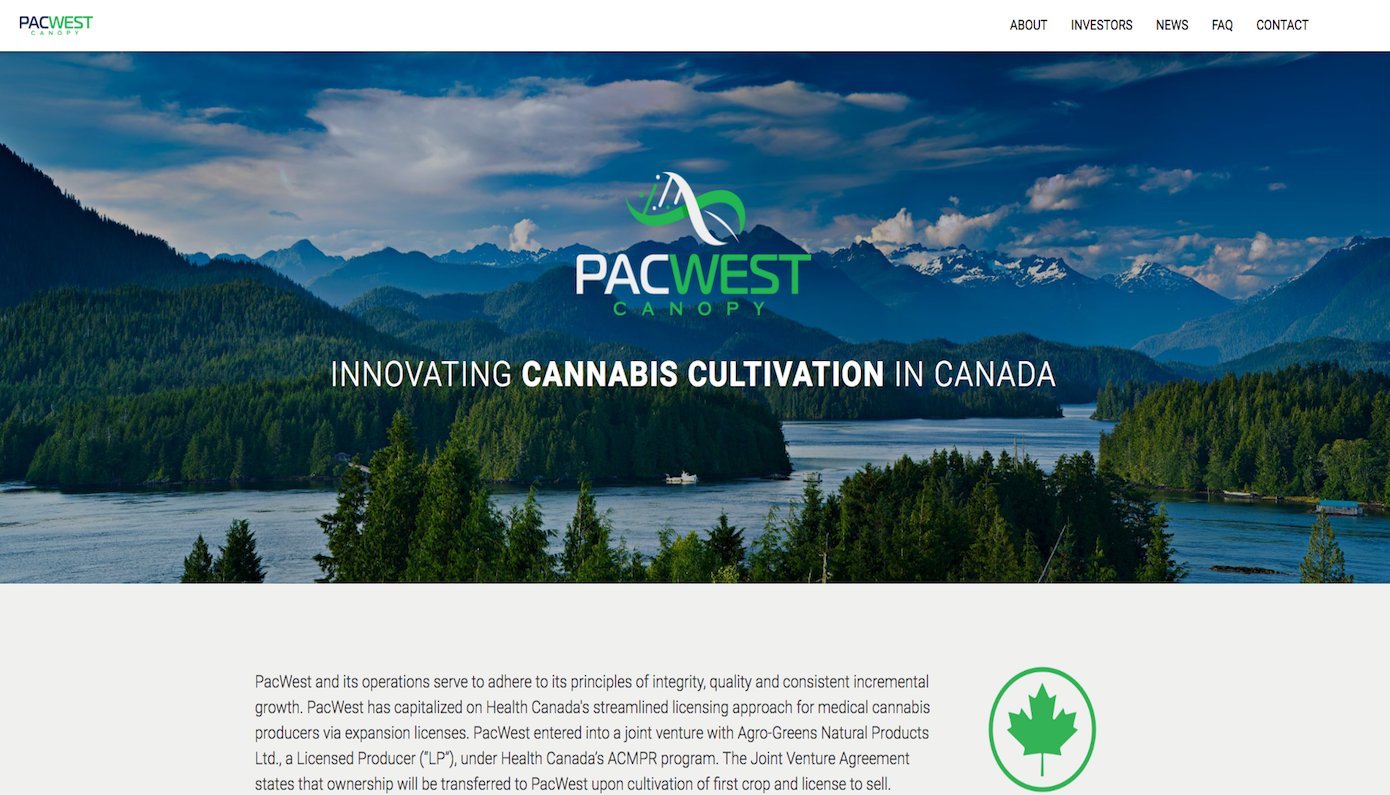 PACWEST
CANOPY
ABOUT INVESTORS NEWS FAQ CONTACT
PACWEST
CANOPY
INNOVATING CANNABIS CULTIVATION IN CANADA
PacWest and its operations serve to adhere to its principles of integrity, quality and consistent incremental
growth. PacWest has capitalized on Health Canada's streamlined licensing approach for medical cannabis
producers via expansion licenses. PacWest entered into a joint venture with Agro-Greens Natural Products
Ltd., a Licensed Producer (“LP”), under Health Canada’s ACMPR program. The Joint Venture Agreement
states that ownership will be transferred to PacWest upon cultivation of first crop and license to sell.